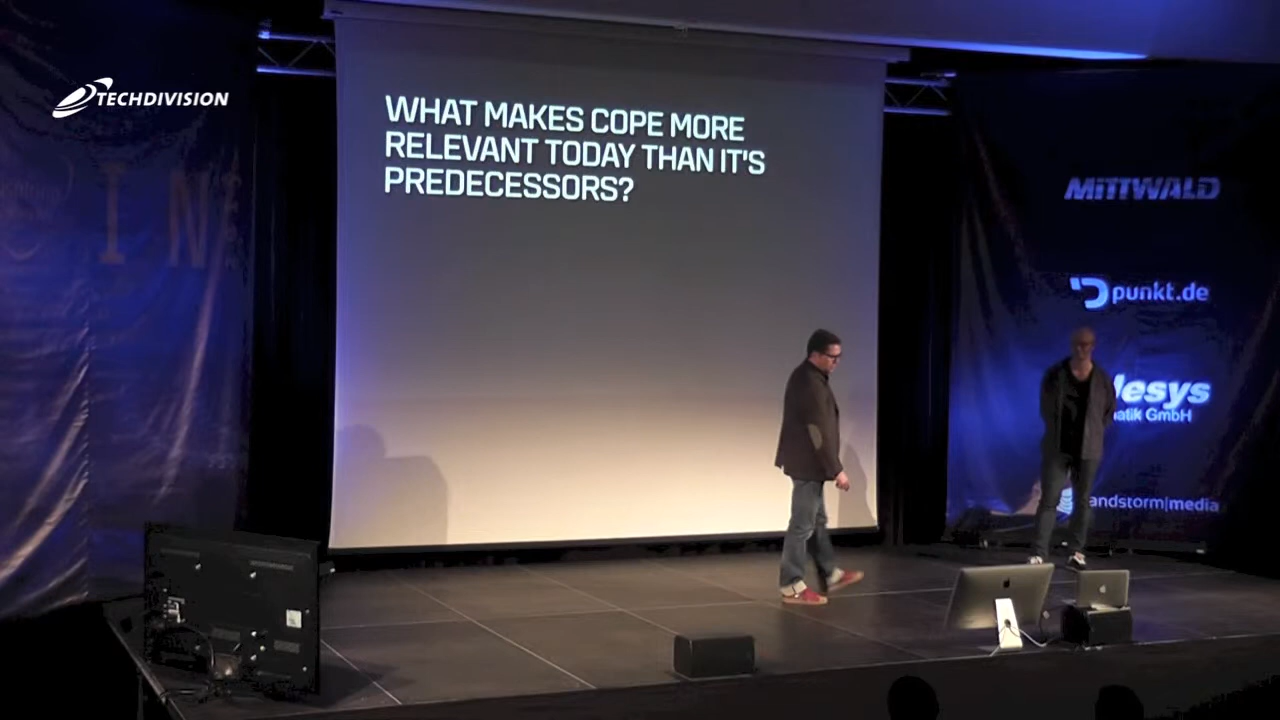 TECHDIVISION
WHAT MAKES COPE MORE
RELEVANT TODAY THAN IT'S
PREDECESSORS?
MITTWALD
punkt.de
esys
atik GmbH
andstorm|media